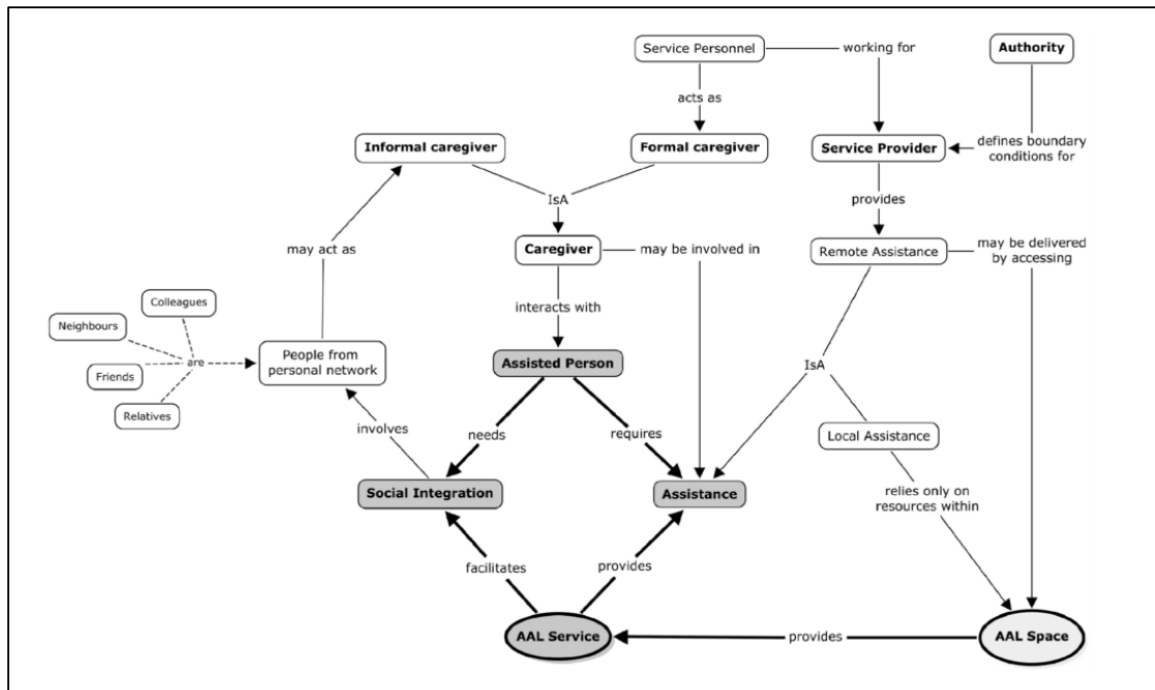 Service Personnel
working for
Authority
acts as
Informal caregiver
Formal caregiver
Service Provider
defines boundary
conditions for
IsA
provides
may act as
Caregiver
may be involved in
Remote Assistance
may be delivered
by accessing
Colleagues
interacts with
Neighbours
are
People from
personal network
Assisted Person
Friends
IsA
Relatives
involves
needs
requires
Local Assistance
Social Integration
Assistance
relies only on
resources within
facilitates
provides
AAL Service
provides
AAL Space